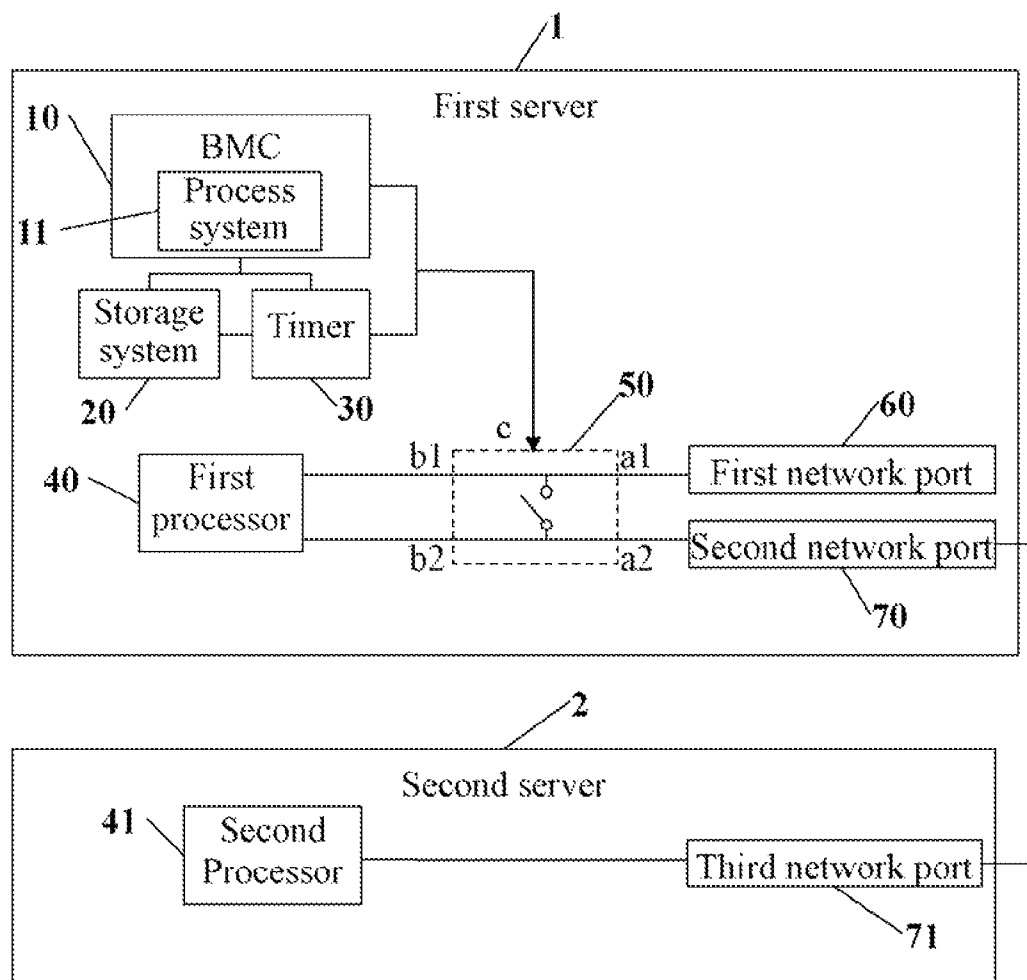 1
First server
10
BMC
Process
system
11
Storage
system
Timer
20
30
50
60
c
b1
a1
First network port
40
First
processor
b2
a2
Second network port
70
2
Second server
41
Second
Processor
Third network port
71